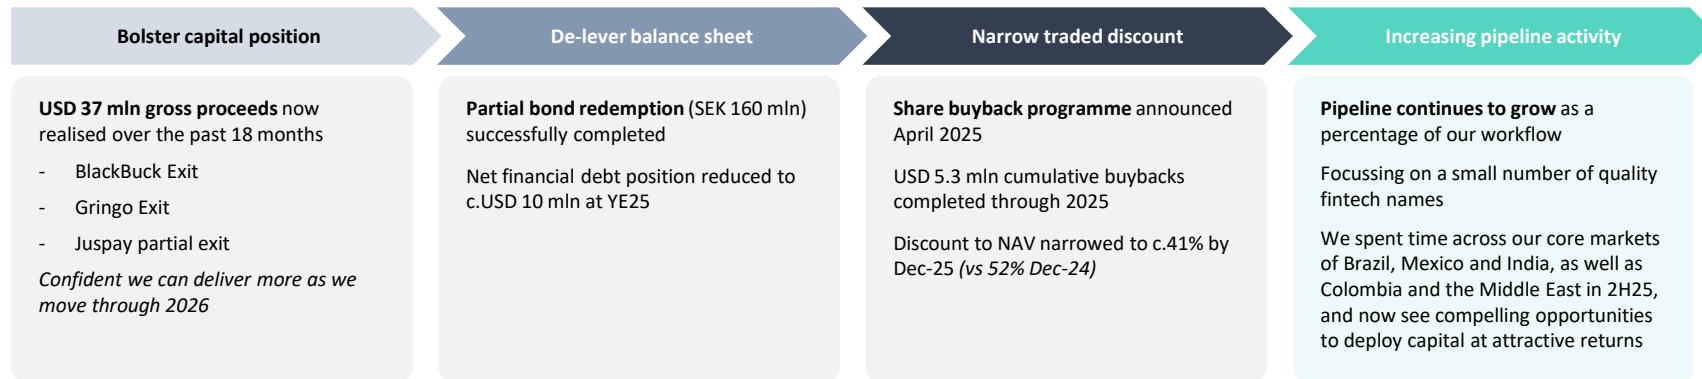 Bolster capital position
De-lever balance sheet
Narrow traded discount
Increasing pipeline activity
USD 37 mln gross proceeds now
realised over the past 18 months
- BlackBuck Exit
- Gringo Exit
- Juspay partial exit
Confident we can deliver more as we
move through 2026
Partial bond redemption (SEK 160 mln)
successfully completed
Net financial debt position reduced to
c.USD 10 mln at YE25
Share buyback programme announced
April 2025
USD 5.3 mln cumulative buybacks
completed through 2025
Discount to NAV narrowed to c.41% by
Dec-25 (vs 52% Dec-24)
Pipeline continues to grow as a
percentage of our workflow
Focussing on a small number of quality
fintech names
We spent time across our core markets
of Brazil, Mexico and India, as well as
Colombia and the Middle East in 2H25,
and now see compelling opportunities
to deploy capital at attractive returns